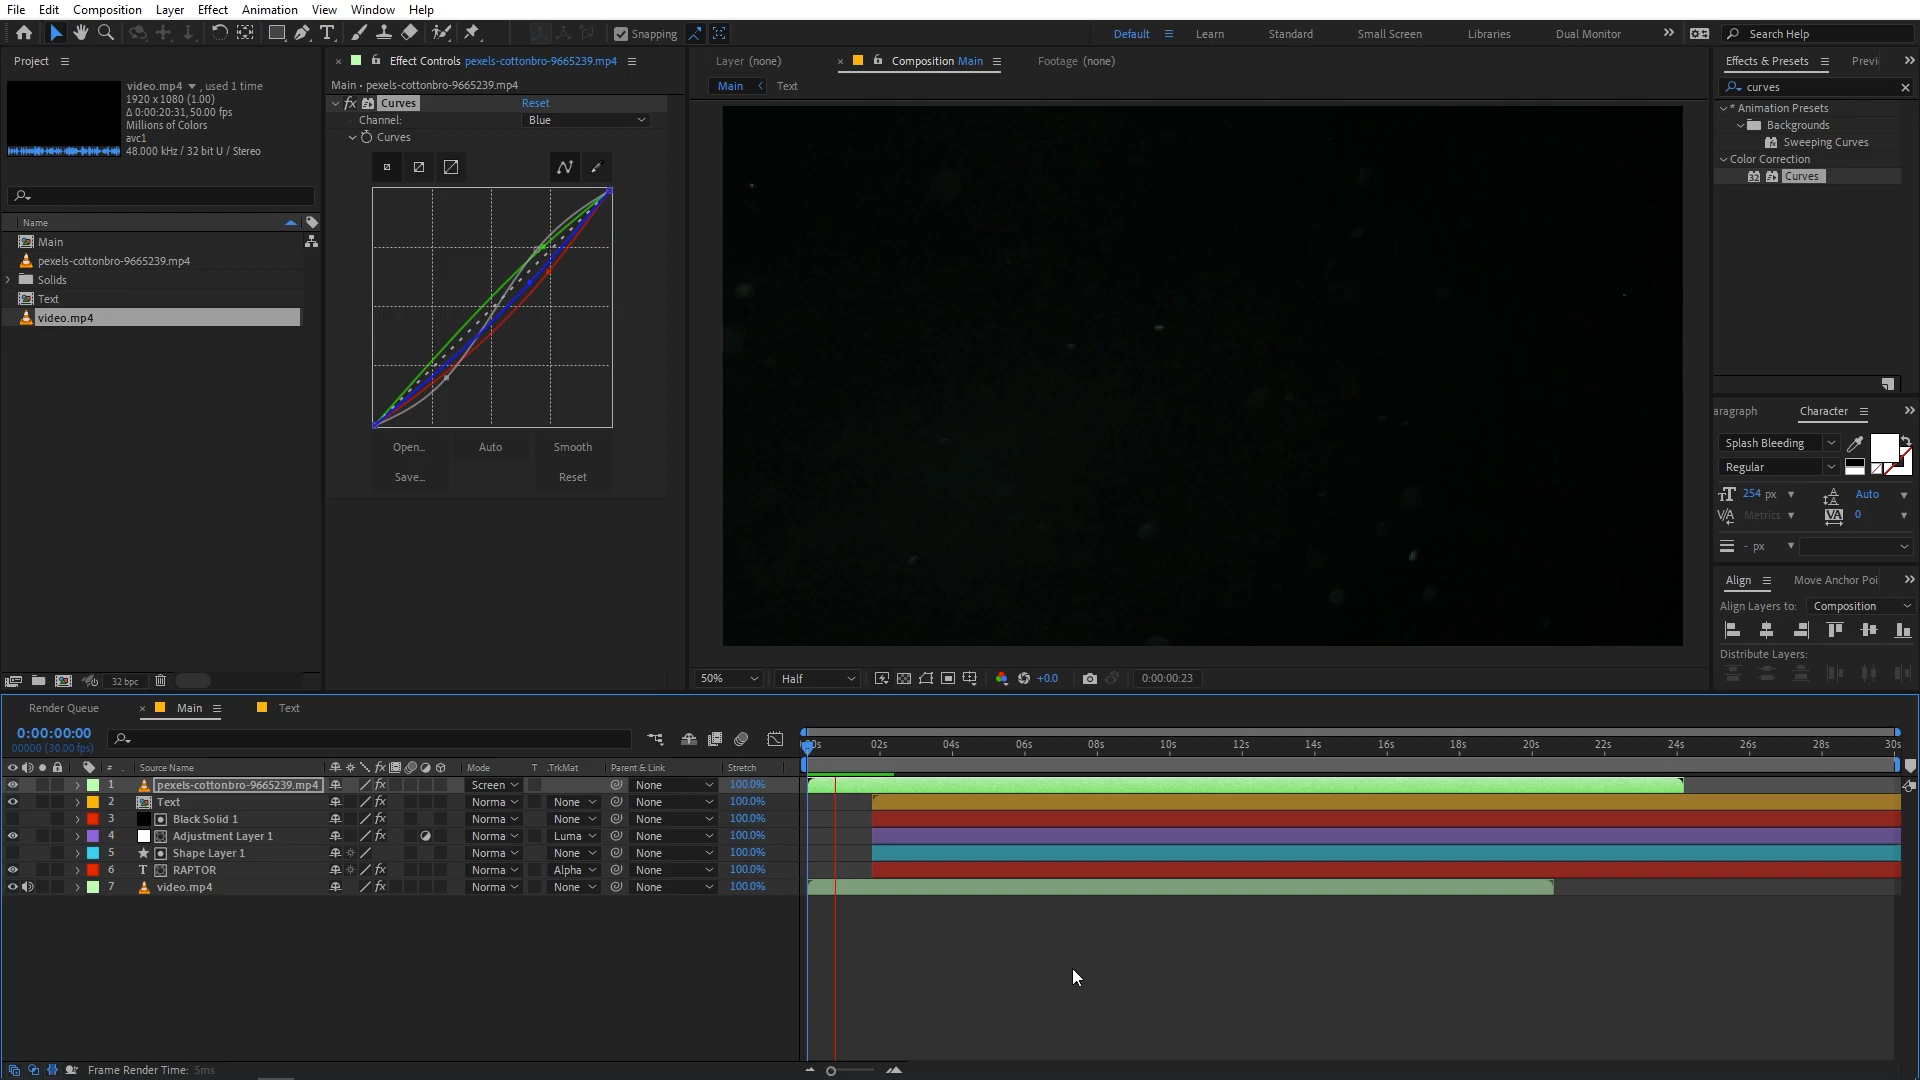 File Edit Composition Layer Effect Animation View Window Help
Snapping
Default Learn Standard Small Screen Libraries Dual Monitor
Search Help
Project
video.mp4 , used 1 time
1920 x 1080 (1.00)
Δ 0:00:20:31, 50.00 fps
Millions of Colors
avc1
48.000 kHz / 32 bit U / Stereo
Name
Main
pexels-cottonbro-9665239.mp4
Solids
Text
video.mp4
32 bpc
Effect Controls pexels-cottonbro-9665239.mp4
Main • pexels-cottonbro-9665239.mp4
fx Curves Reset
Channel: Blue
Curves
Open... Auto Smooth
Save... Reset
Layer (none) Composition Main Footage (none)
Main Text
50% Half +0.0 0:00:00:23
Effects & Presets Previ
curves
* Animation Presets
Backgrounds
Sweeping Curves
Color Correction
Curves
aragraph Character
Splash Bleeding
Regular
254 px Auto
Metrics 0
- px
Align Move Anchor Poi
Align Layers to: Composition
Distribute Layers:
Render Queue Main Text
0:00:00:00
00000 (30.00 fps)
02s 04s 06s 08s 10s 12s 14s 16s 18s 20s 22s 24s 26s 28s 30s
# Source Name Mode T .TrkMat Parent & Link Stretch
1 pexels-cottonbro-9665239.mp4 Screen None 100.0%
2 Text Norma None None 100.0%
3 Black Solid 1 Norma None None 100.0%
4 Adjustment Layer 1 Norma Luma None 100.0%
5 Shape Layer 1 Norma None None 100.0%
6 RAPTOR Norma Alpha None 100.0%
7 video.mp4 Norma None None 100.0%
Frame Render Time: 5ms